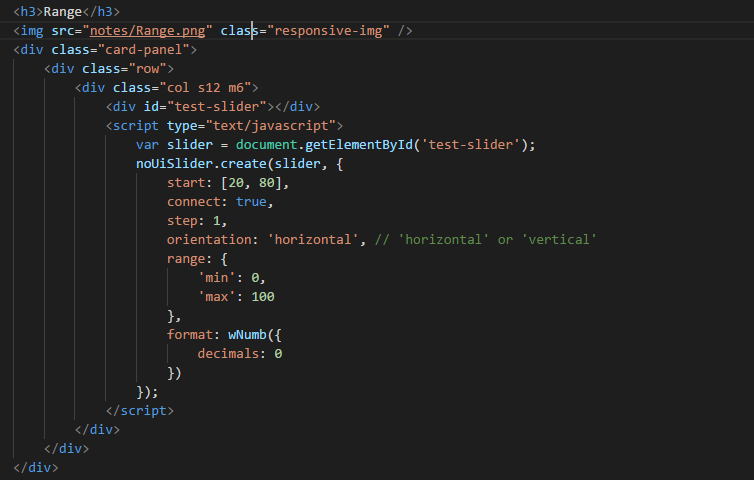 <h3>Range</h3>
<img src="notes/Range.png" class="responsive-img" />
<div class="card-panel">
    <div class="row">
        <div class="col s12 m6">
            <div id="test-slider"></div>
            <script type="text/javascript">
                var slider = document.getElementById('test-slider');
                noUiSlider.create(slider, {
                    start: [20, 80],
                    connect: true,
                    step: 1,
                    orientation: 'horizontal', // 'horizontal' or 'vertical'
                    range: {
                        'min': 0,
                        'max': 100
                    },
                    format: wNumb({
                        decimals: 0
                    })
                });
            </script>
        </div>
    </div>
</div>